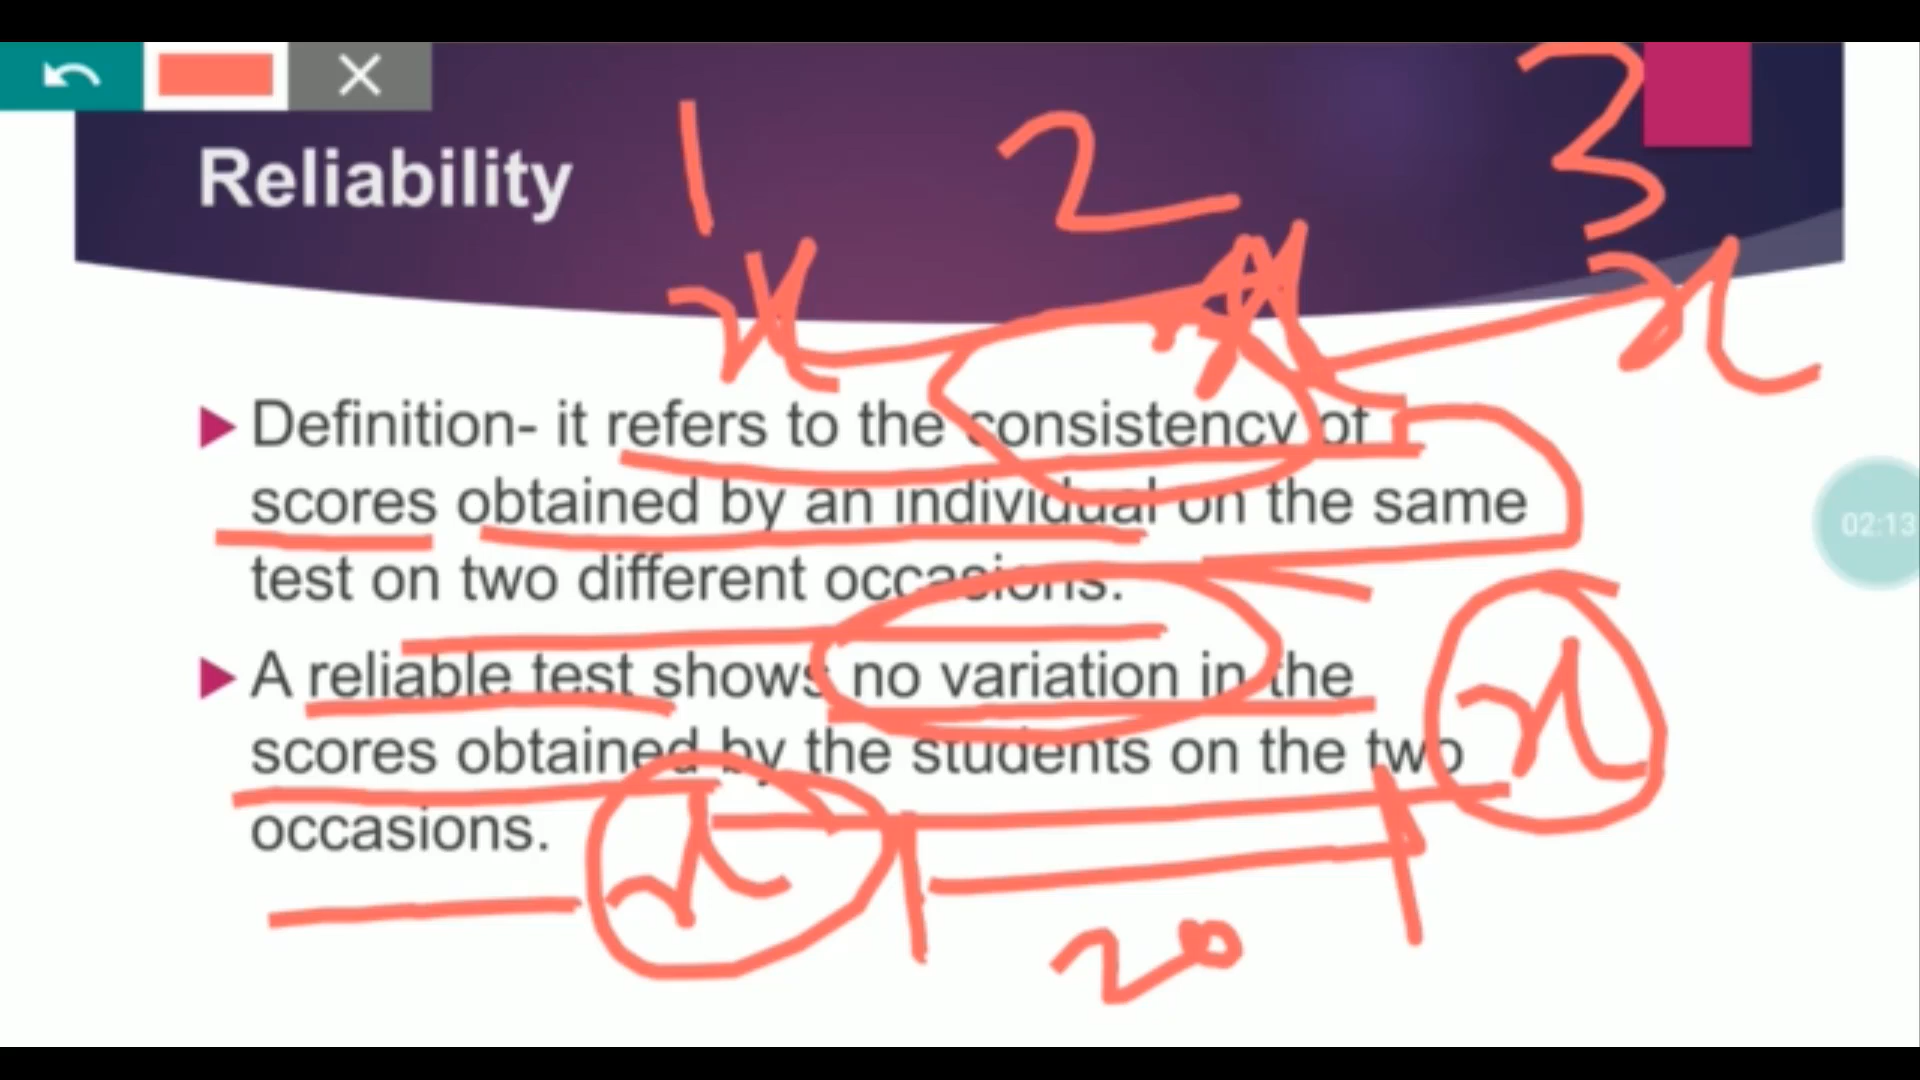 1 2 3
Reliability
x x x
Definition- it refers to the consistency of
scores obtained by an individual on the same
test on two different occasions.
02:13
A reliable test shows no variation in the
scores obtained by the students on the two
occasions.
x x
20